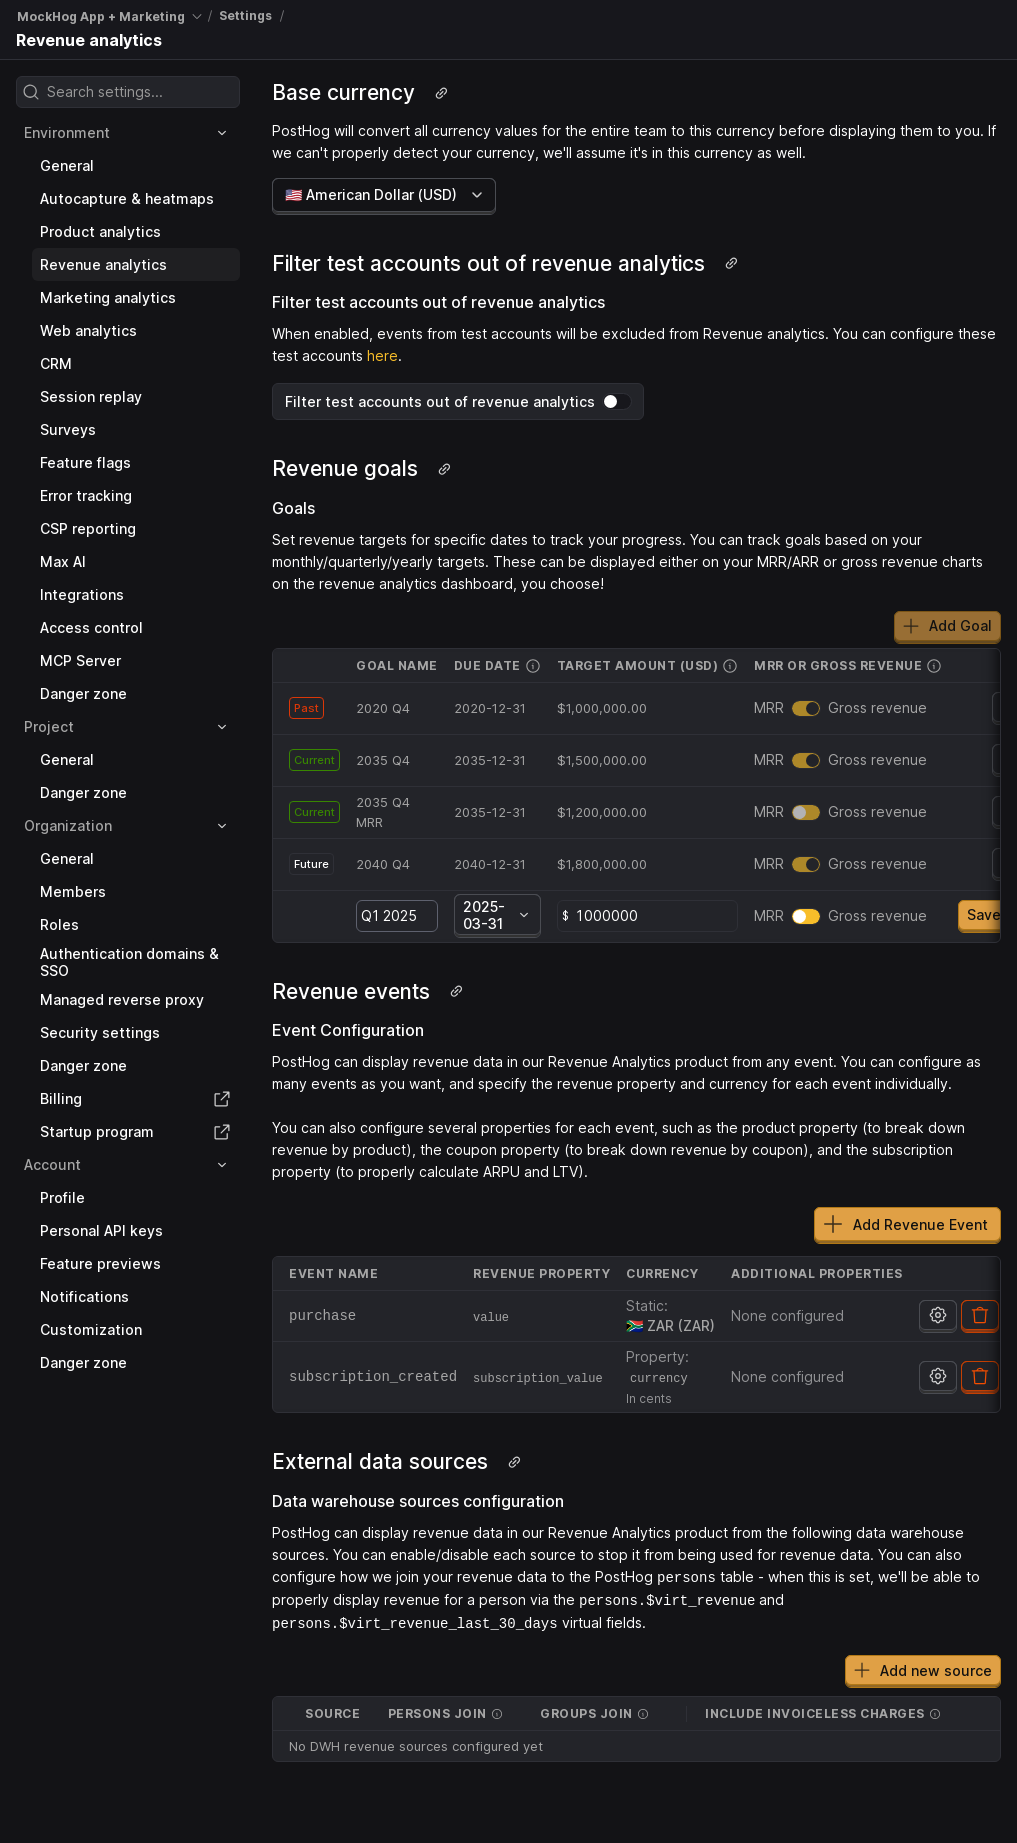 MockHog App + Marketing / Settings /
Revenue analytics
Search settings...
Environment
General
Autocapture & heatmaps
Product analytics
Revenue analytics
Marketing analytics
Web analytics
CRM
Session replay
Surveys
Feature flags
Error tracking
CSP reporting
Max AI
Integrations
Access control
MCP Server
Danger zone
Project
General
Danger zone
Organization
General
Members
Roles
Authentication domains &
SSO
Managed reverse proxy
Security settings
Danger zone
Billing
Startup program
Account
Profile
Personal API keys
Feature previews
Notifications
Customization
Danger zone
Base currency
PostHog will convert all currency values for the entire team to this currency before displaying them to you. If
we can't properly detect your currency, we'll assume it's in this currency as well.
🇺🇸 American Dollar (USD)
Filter test accounts out of revenue analytics
Filter test accounts out of revenue analytics
When enabled, events from test accounts will be excluded from Revenue analytics. You can configure these
test accounts here.
Filter test accounts out of revenue analytics
Revenue goals
Goals
Set revenue targets for specific dates to track your progress. You can track goals based on your
monthly/quarterly/yearly targets. These can be displayed either on your MRR/ARR or gross revenue charts
on the revenue analytics dashboard, you choose!
Add Goal
GOAL NAME DUE DATE TARGET AMOUNT (USD) MRR OR GROSS REVENUE
Past 2020 Q4 2020-12-31 $1,000,000.00 MRR Gross revenue
Current 2035 Q4 2035-12-31 $1,500,000.00 MRR Gross revenue
Current 2035 Q4 MRR 2035-12-31 $1,200,000.00 MRR Gross revenue
Future 2040 Q4 2040-12-31 $1,800,000.00 MRR Gross revenue
Q1 2025 2025-03-31 $ 1000000 MRR Gross revenue Save
Revenue events
Event Configuration
PostHog can display revenue data in our Revenue Analytics product from any event. You can configure as
many events as you want, and specify the revenue property and currency for each event individually.
You can also configure several properties for each event, such as the product property (to break down
revenue by product), the coupon property (to break down revenue by coupon), and the subscription
property (to properly calculate ARPU and LTV).
Add Revenue Event
EVENT NAME REVENUE PROPERTY CURRENCY ADDITIONAL PROPERTIES
purchase value Static: 🇿🇦 ZAR (ZAR) None configured
subscription_created subscription_value Property: currency In cents None configured
External data sources
Data warehouse sources configuration
PostHog can display revenue data in our Revenue Analytics product from the following data warehouse
sources. You can enable/disable each source to stop it from being used for revenue data. You can also
configure how we join your revenue data to the PostHog persons table - when this is set, we'll be able to
properly display revenue for a person via the persons.$virt_revenue and
persons.$virt_revenue_last_30_days virtual fields.
Add new source
SOURCE PERSONS JOIN GROUPS JOIN INCLUDE INVOICELESS CHARGES
No DWH revenue sources configured yet